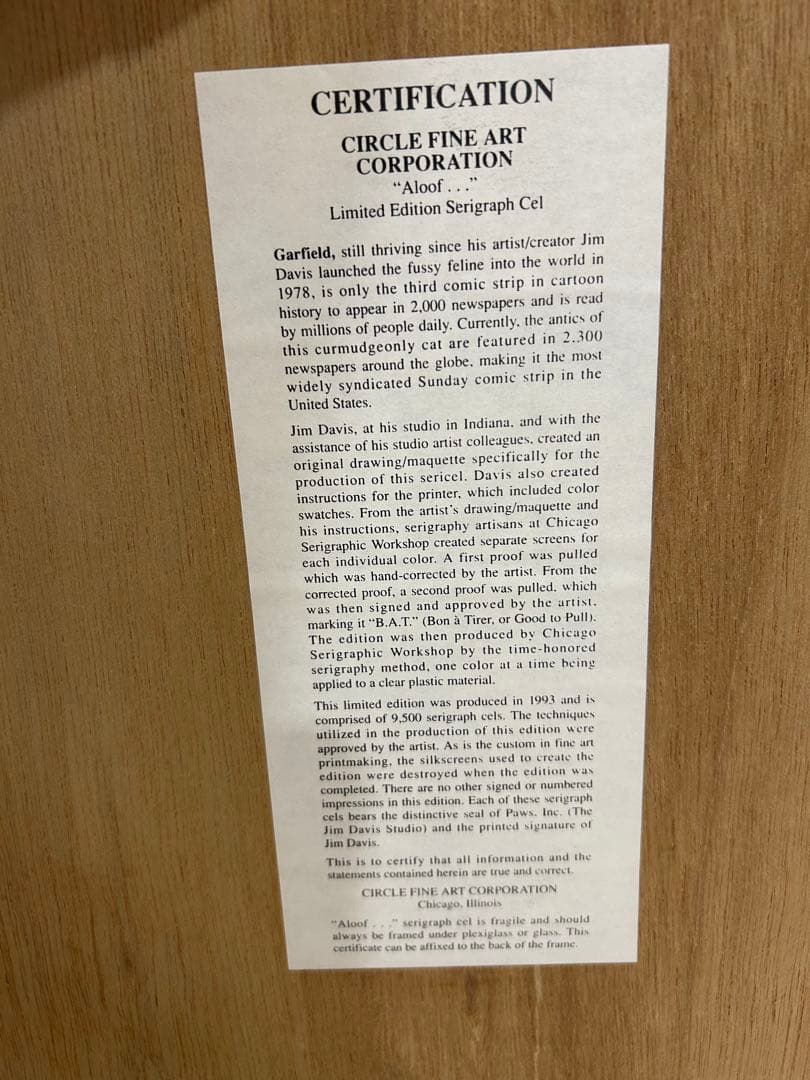 CERTIFICATION
CIRCLE FINE ART
CORPORATION
“Aloof . . .”
Limited Edition Serigraph Cel
Garfield, still thriving since his artist/creator Jim
Davis launched the fussy feline into the world in
1978, is only the third comic strip in cartoon
history to appear in 2,000 newspapers and is read
by millions of people daily. Currently, the antics of
this curmudgeonly cat are featured in 2,300
newspapers around the globe, making it the most
widely syndicated Sunday comic strip in the
United States.
Jim Davis, at his studio in Indiana, and with the
assistance of his studio artist colleagues, created an
original drawing/maquette specifically for the
production of this sericel. Davis also created
instructions for the printer, which included color
swatches. From the artist's drawing/maquette and
his instructions, serigraphy artisans at Chicago
Serigraphic Workshop created separate screens for
each individual color. A first proof was pulled
which was hand-corrected by the artist. From the
corrected proof, a second proof was pulled, which
was then signed and approved by the artist,
marking it “B.A.T.” (Bon à Tirer, or Good to Pull).
The edition was then produced by Chicago
Serigraphic Workshop by the time-honored
serigraphy method, one color at a time being
applied to a clear plastic material.
This limited edition was produced in 1993 and is
comprised of 9,500 serigraph cels. The techniques
utilized in the production of this edition were
approved by the artist. As is the custom in fine art
printmaking, the silkscreens used to create the
edition were destroyed when the edition was
completed. There are no other signed or numbered
impressions in this edition. Each of these serigraph
cels bears the distinctive seal of Paws, Inc. (The
Jim Davis Studio) and the printed signature of
Jim Davis.
This is to certify that all information and the
statements contained herein are true and correct.
CIRCLE FINE ART CORPORATION
Chicago, Illinois
"Aloof . . ." serigraph cel is fragile and should
always be framed under plexiglass or glass. This
certificate can be affixed to the back of the frame.